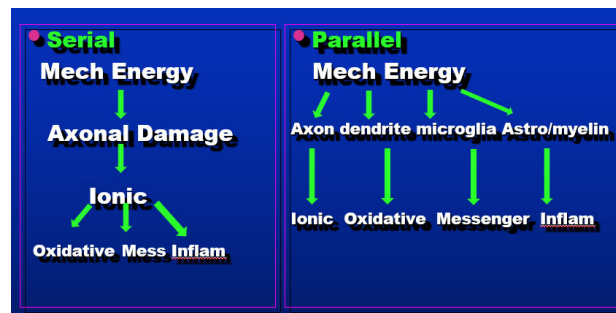 Serial
Mech Energy
Axonal Damage
Ionic
Oxidative Mess Inflam
Parallel
Mech Energy
Axon dendrite microglia Astro/myelin
Ionic Oxidative Messenger Inflam